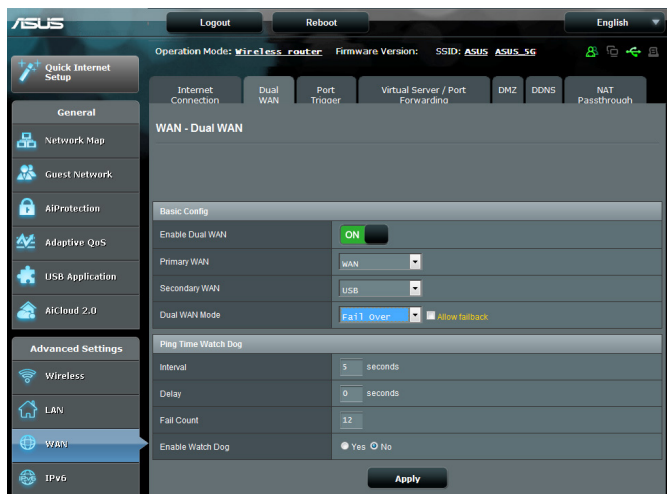 ASUS
Logout
Reboot
English
Operation Mode: Wireless router Firmware Version: SSID: ASUS ASUS_5G
Quick Internet
Setup
Internet
Connection
Dual
WAN
Port
Trigger
Virtual Server / Port
Forwarding
DMZ
DDNS
NAT
Passthrough
General
Network Map
Guest Network
AiProtection
Adaptive QoS
USB Application
AiCloud 2.0
Advanced Settings
Wireless
LAN
WAN
IPv6
WAN - Dual WAN
Basic Config
Enable Dual WAN ON
Primary WAN WAN
Secondary WAN USB
Dual WAN Mode Fail Over Allow failback
Ping Time Watch Dog
Interval 5 seconds
Delay 0 seconds
Fail Count 12
Enable Watch Dog Yes No
Apply